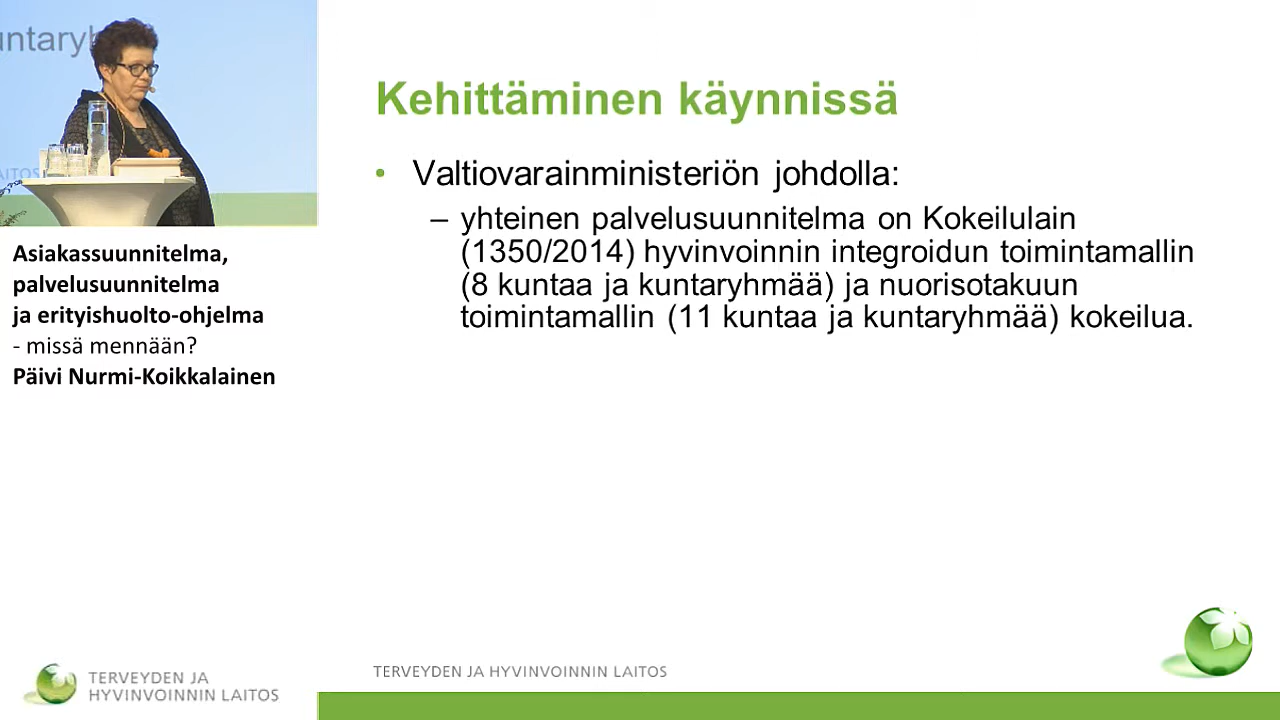 untaryh
AITOS
Asiakassuunnitelma,
palvelusuunnitelma
ja erityishuolto-ohjelma
- missä mennään?
Päivi Nurmi-Koikkalainen
TERVEYDEN JA
HYVINVOINNIN LAITOS
Kehittäminen käynnissä
• Valtiovarainministeriön johdolla:
– yhteinen palvelusuunnitelma on Kokeilulain
(1350/2014) hyvinvoinnin integroidun toimintamallin
(8 kuntaa ja kuntaryhmää) ja nuorisotakuun
toimintamallin (11 kuntaa ja kuntaryhmää) kokeilua.
TERVEYDEN JA HYVINVOINNIN LAITOS